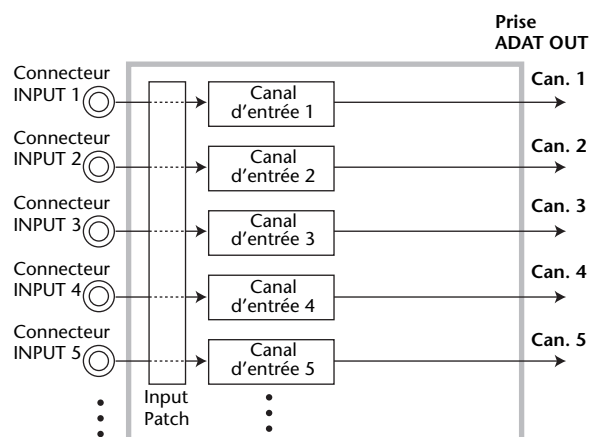 Prise
ADAT OUT
Connecteur
INPUT 1
Canal
d'entrée 1
Can. 1
Connecteur
INPUT 2
Canal
d'entrée 2
Can. 2
Connecteur
INPUT 3
Canal
d'entrée 3
Can. 3
Connecteur
INPUT 4
Canal
d'entrée 4
Can. 4
Connecteur
INPUT 5
Canal
d'entrée 5
Can. 5
Input
Patch